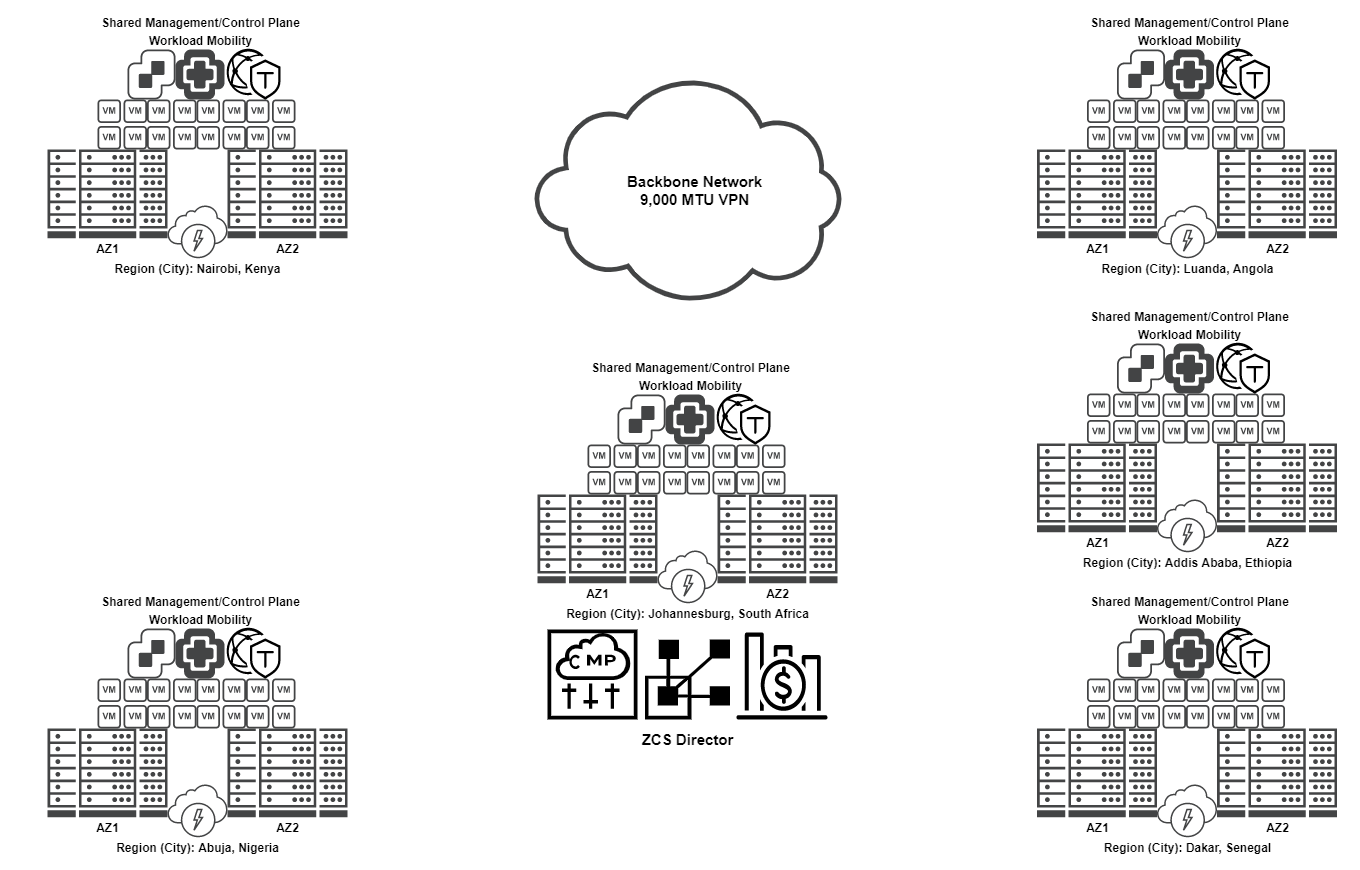 Shared Management/Control Plane
Workload Mobility
T
VM VM VM VM VM VM VM VM
VM VM VM VM VM VM VM VM
AZ1 AZ2
Region (City): Nairobi, Kenya
Backbone Network
9,000 MTU VPN
Shared Management/Control Plane
Workload Mobility
T
VM VM VM VM VM VM VM VM
VM VM VM VM VM VM VM VM
AZ1 AZ2
Region (City): Luanda, Angola
Shared Management/Control Plane
Workload Mobility
T
VM VM VM VM VM VM VM VM
VM VM VM VM VM VM VM VM
AZ1 AZ2
Region (City): Addis Ababa, Ethiopia
Shared Management/Control Plane
Workload Mobility
T
VM VM VM VM VM VM VM VM
VM VM VM VM VM VM VM VM
AZ1 AZ2
Region (City): Johannesburg, South Africa
CMP
$
ZCS Director
Shared Management/Control Plane
Workload Mobility
T
VM VM VM VM VM VM VM VM
VM VM VM VM VM VM VM VM
AZ1 AZ2
Region (City): Abuja, Nigeria
Shared Management/Control Plane
Workload Mobility
T
VM VM VM VM VM VM VM VM
VM VM VM VM VM VM VM VM
AZ1 AZ2
Region (City): Dakar, Senegal